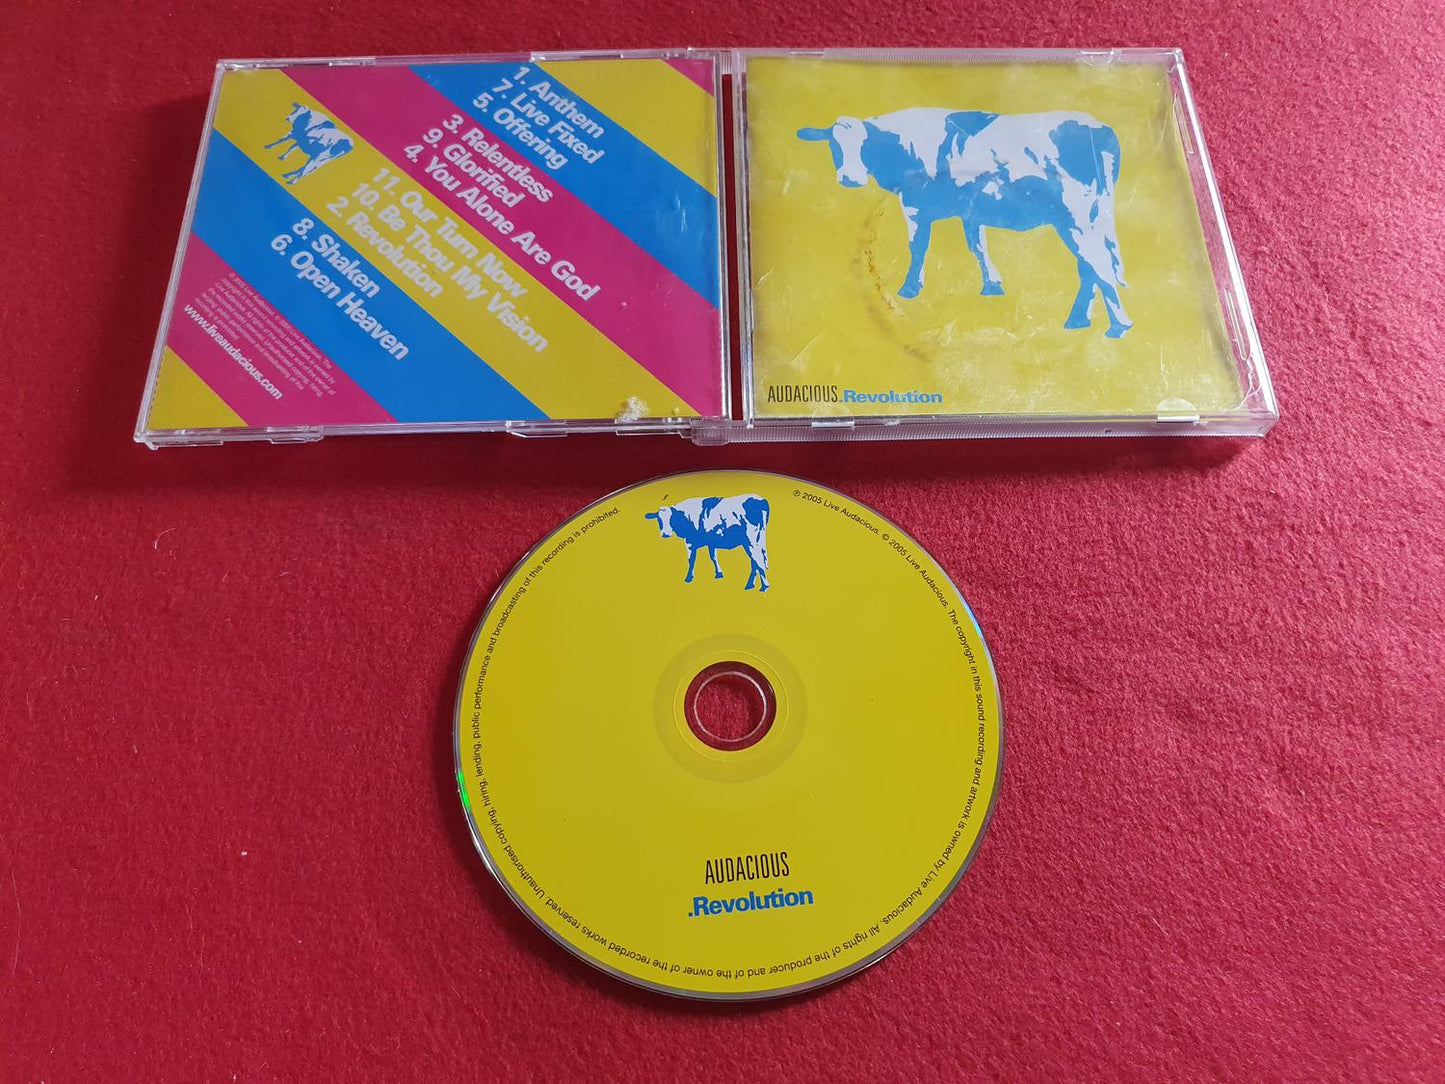 1. Anthem
7. Live Fixed
5. Offering
3. Relentless
9. Glorified
4. You Alone Are God
11. Our Turn Now
10. Be Thou My Vision
2. Revolution
8. Shaken
6. Open Heaven
www.liveaudacious.com
AUDACIOUS.Revolution
℗ 2005 Live Audacious. © 2005 Live Audacious. The copyright in this sound recording and artwork is owned by Live Audacious. All rights of the producer and of the owner of the recorded works reserved. Unauthorised copying, hiring, lending, public performance and broadcasting of this recording is prohibited.
AUDACIOUS
.Revolution